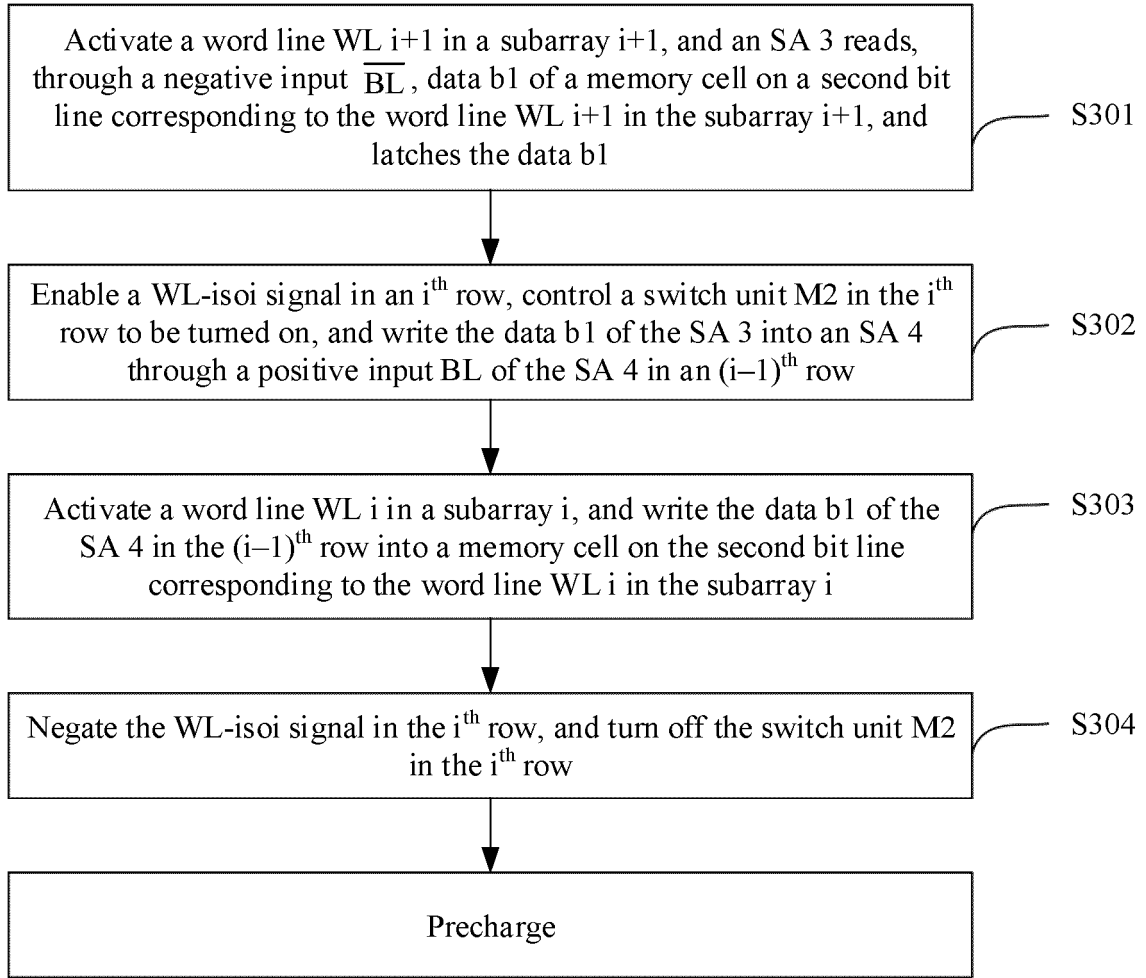 Activate a word line WL i+1 in a subarray i+1, and an SA 3 reads,
through a negative input B̅L̅, data b1 of a memory cell on a second bit
line corresponding to the word line WL i+1 in the subarray i+1, and
latches the data b1
S301
Enable a WL-isoi signal in an iᵗʰ row, control a switch unit M2 in the iᵗʰ
row to be turned on, and write the data b1 of the SA 3 into an SA 4
through a positive input BL of the SA 4 in an (i–1)ᵗʰ row
S302
Activate a word line WL i in a subarray i, and write the data b1 of the
SA 4 in the (i–1)ᵗʰ row into a memory cell on the second bit line
corresponding to the word line WL i in the subarray i
S303
Negate the WL-isoi signal in the iᵗʰ row, and turn off the switch unit M2
in the iᵗʰ row
S304
Precharge